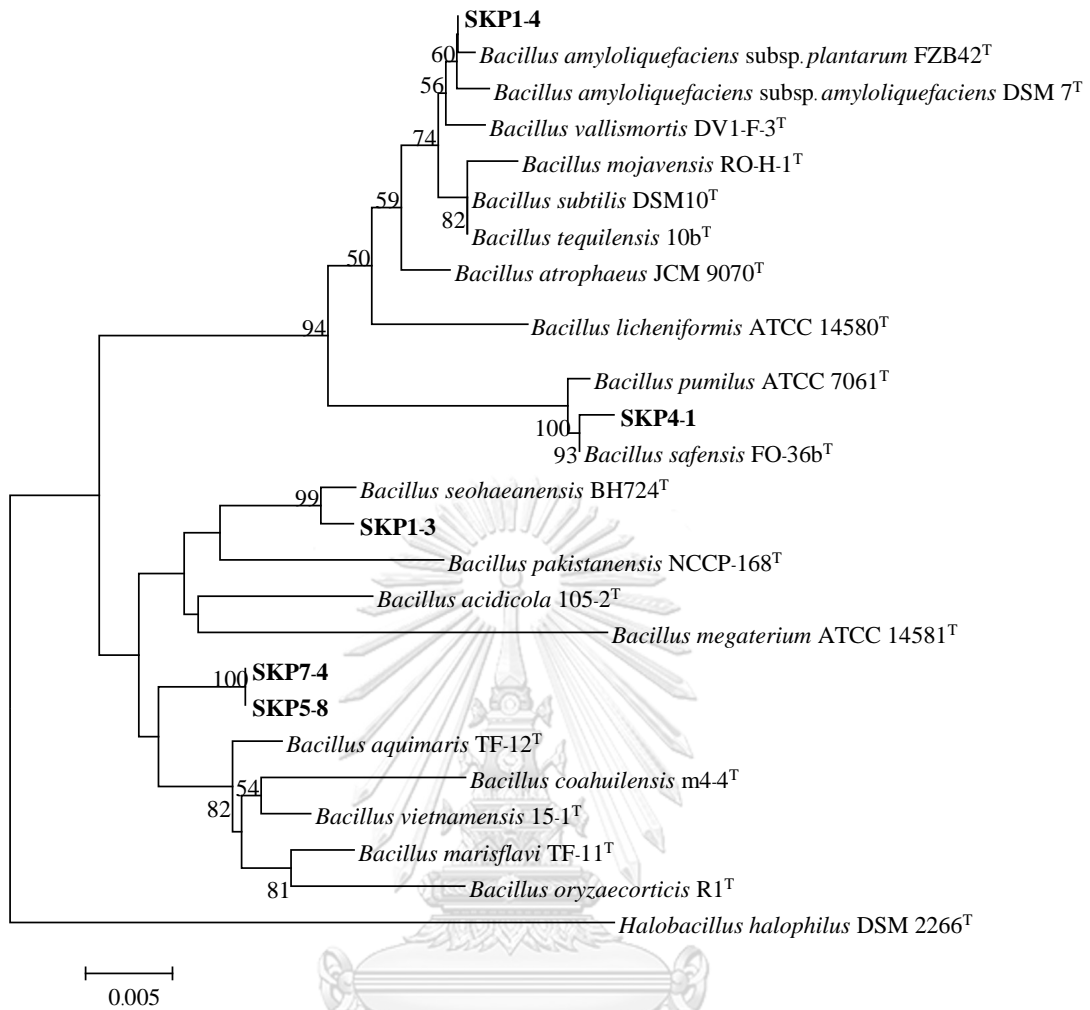 SKP1-4
60
Bacillus amyloliquefaciens subsp. plantarum FZB42ᵀ
56
Bacillus amyloliquefaciens subsp. amyloliquefaciens DSM 7ᵀ
Bacillus vallismortis DV1-F-3ᵀ
74
Bacillus mojavensis RO-H-1ᵀ
59
Bacillus subtilis DSM10ᵀ
82
Bacillus tequilensis 10bᵀ
50
Bacillus atrophaeus JCM 9070ᵀ
94
Bacillus licheniformis ATCC 14580ᵀ
Bacillus pumilus ATCC 7061ᵀ
SKP4-1
100
93
Bacillus safensis FO-36bᵀ
99
Bacillus seohaeanensis BH724ᵀ
SKP1-3
Bacillus pakistanensis NCCP-168ᵀ
Bacillus acidicola 105-2ᵀ
Bacillus megaterium ATCC 14581ᵀ
100
SKP7-4
SKP5-8
Bacillus aquimaris TF-12ᵀ
Bacillus coahuilensis m4-4ᵀ
54
82
Bacillus vietnamensis 15-1ᵀ
Bacillus marisflavi TF-11ᵀ
81
Bacillus oryzaecorticis R1ᵀ
Halobacillus halophilus DSM 2266ᵀ
0.005